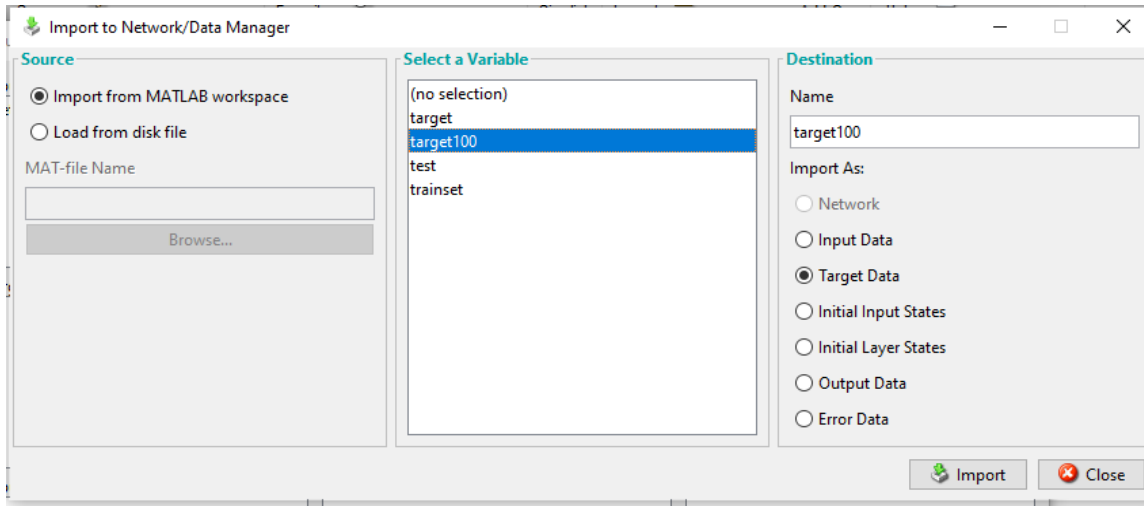 Import to Network/Data Manager
Source
Import from MATLAB workspace
Load from disk file
MAT-file Name
Browse...
Select a Variable
(no selection)
target
target100
test
trainset
Destination
Name
target100
Import As:
Network
Input Data
Target Data
Initial Input States
Initial Layer States
Output Data
Error Data
Import
Close